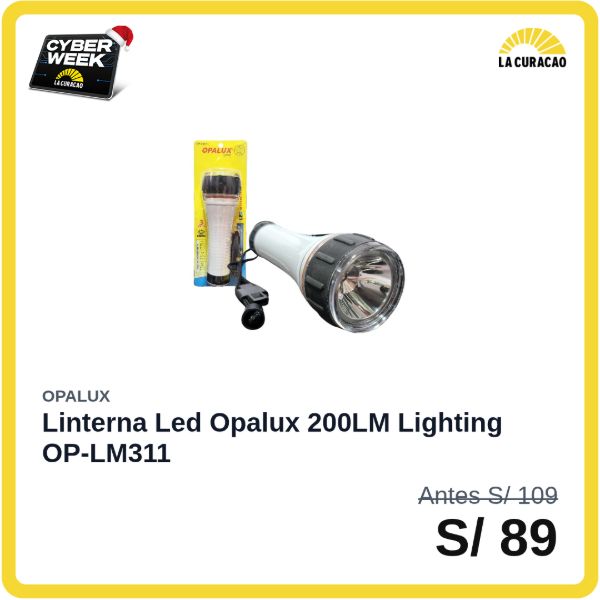 CYBER
WEEK
LA CURACAO
LA CURACAO
OPALUX
OPALUX
Linterna Led Opalux 200LM Lighting
OP-LM311
Antes S/ 109
S/ 89